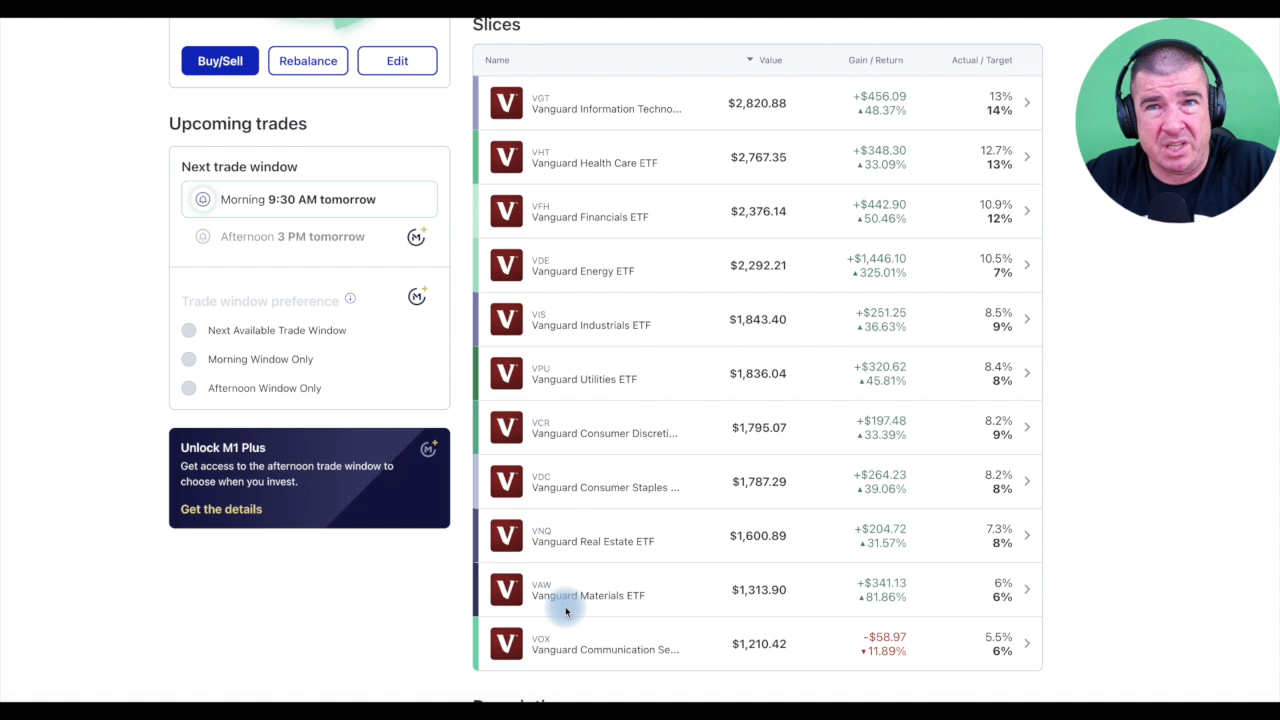 Buy/Sell
Rebalance
Edit
Upcoming trades
Next trade window
Morning 9:30 AM tomorrow
Afternoon 3 PM tomorrow
Trade window preference
Next Available Trade Window
Morning Window Only
Afternoon Window Only
Unlock M1 Plus
Get access to the afternoon trade window to
choose when you invest.
Get the details
Slices
Name Value Gain / Return Actual / Target
VGT
Vanguard Information Techno...
$2,820.88
+$456.09
▲48.37%
13%
14%
VHT
Vanguard Health Care ETF
$2,767.35
+$348.30
▲33.09%
12.7%
13%
VFH
Vanguard Financials ETF
$2,376.14
+$442.90
▲50.46%
10.9%
12%
VDE
Vanguard Energy ETF
$2,292.21
+$1,446.10
▲325.01%
10.5%
7%
VIS
Vanguard Industrials ETF
$1,843.40
+$251.25
▲36.63%
8.5%
9%
VPU
Vanguard Utilities ETF
$1,836.04
+$320.62
▲45.81%
8.4%
8%
VCR
Vanguard Consumer Discreti...
$1,795.07
+$197.48
▲33.39%
8.2%
9%
VDC
Vanguard Consumer Staples ...
$1,787.29
+$264.23
▲39.06%
8.2%
8%
VNQ
Vanguard Real Estate ETF
$1,600.89
+$204.72
▲31.57%
7.3%
8%
VAW
Vanguard Materials ETF
$1,313.90
+$341.13
▲81.86%
6%
6%
VOX
Vanguard Communication Se...
$1,210.42
-$58.97
▼11.89%
5.5%
6%